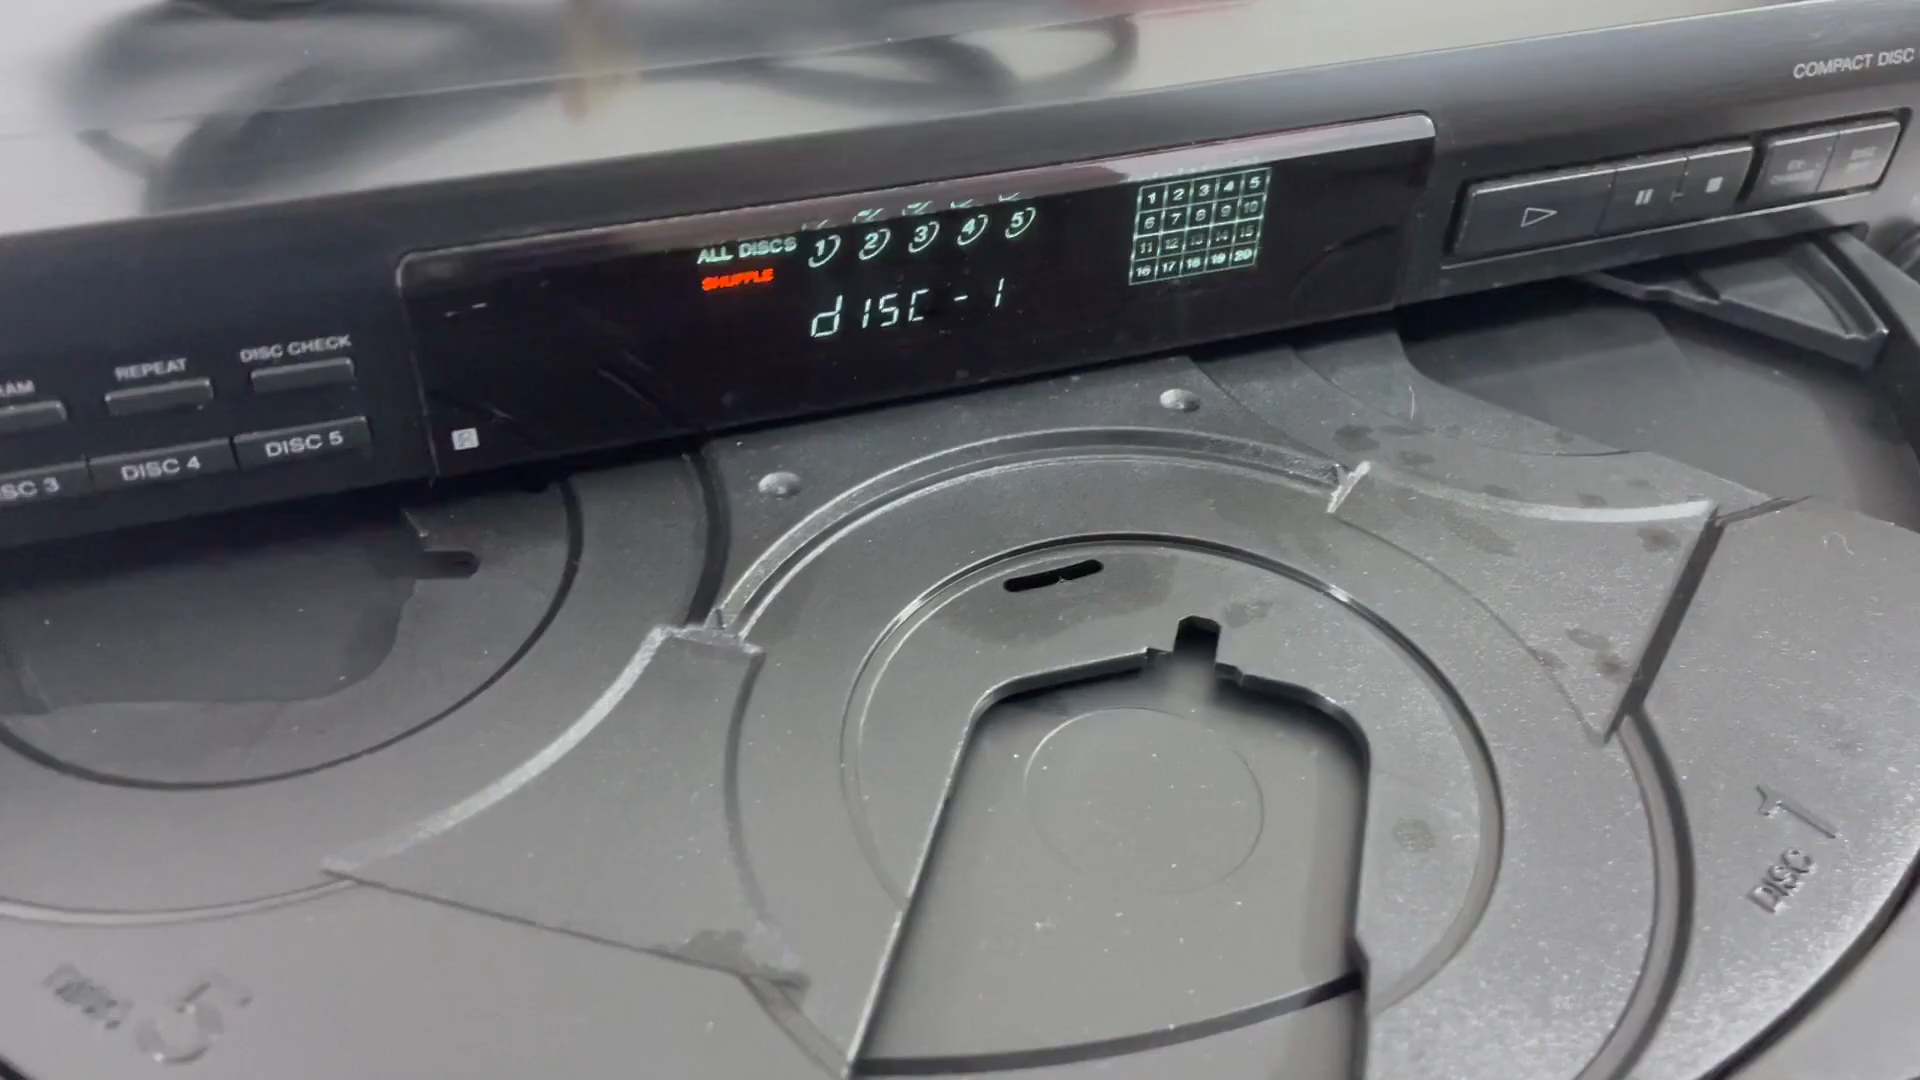 COMPACT DISC
ALL DISCS 1 2 3 4 5
SHUFFLE
disc-1
1 2 3 4 5
6 7 8 9 10
11 12 13 14 15
16 17 18 19 20
REPEAT
DISC CHECK
DISC 4
DISC 5
DISC 1
5